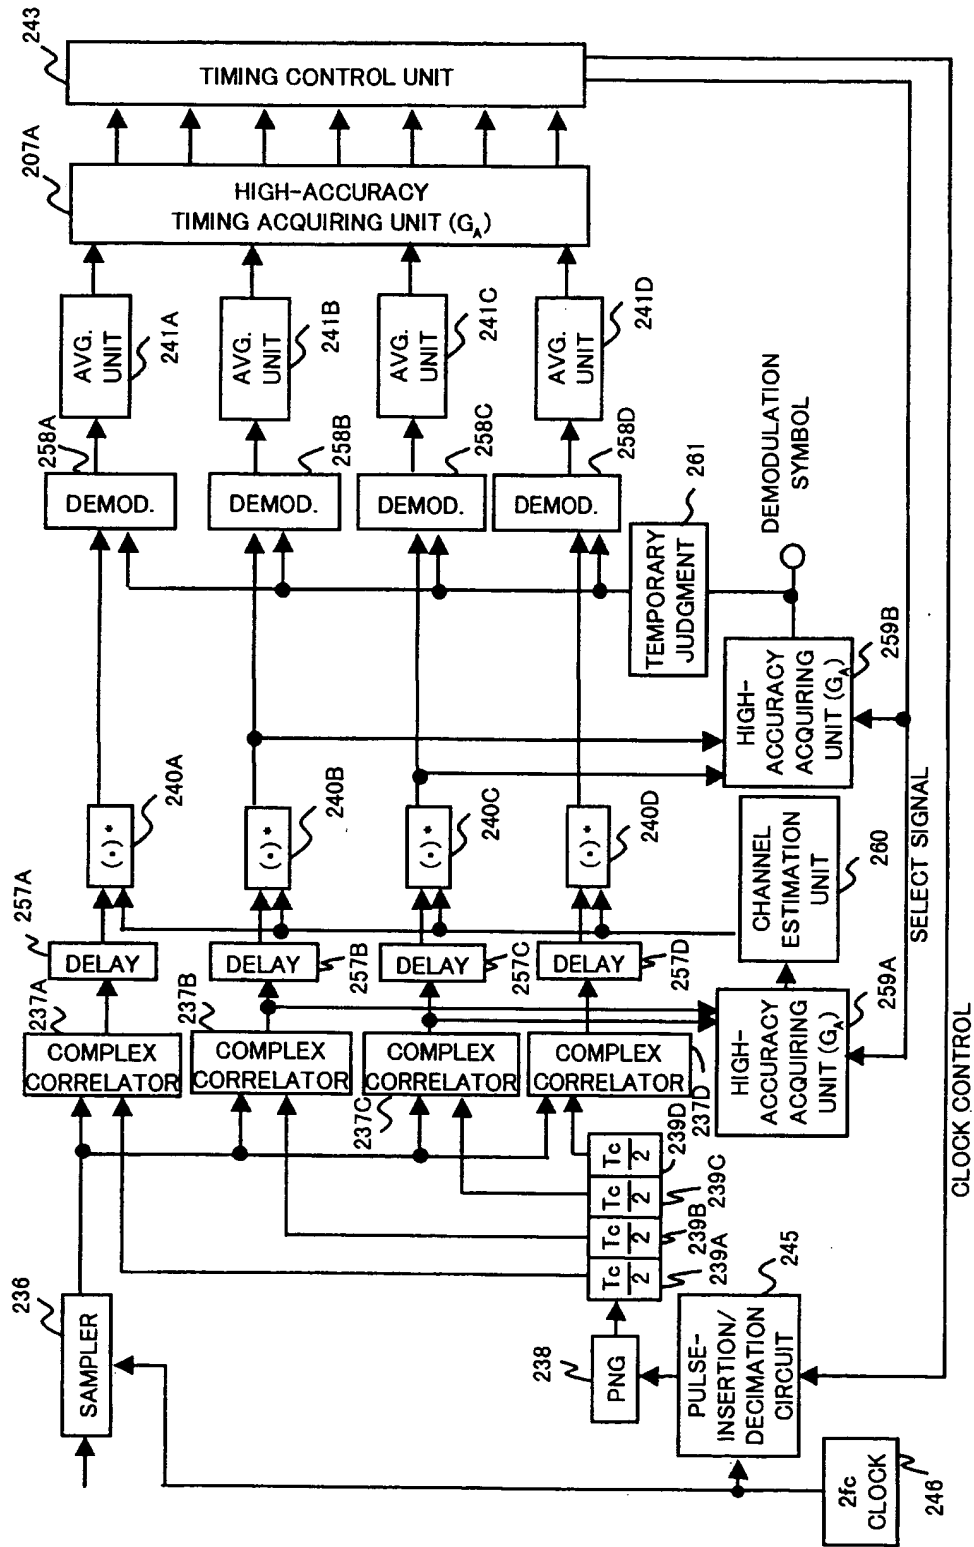 236
SAMPLER
2fc
CLOCK
246
PULSE-
INSERTION/
DECIMATION
CIRCUIT
245
238
PNG
Tc
2
239A
Tc
2
239B
Tc
2
239C
Tc
2
239D
237A
COMPLEX
CORRELATOR
237B
COMPLEX
CORRELATOR
237C
COMPLEX
CORRELATOR
237D
COMPLEX
CORRELATOR
257A
DELAY
257B
DELAY
257C
DELAY
257D
DELAY
HIGH-
ACCURACY
ACQUIRING
UNIT (GA)
259A
CHANNEL
ESTIMATION
UNIT
260
240A
(•)*
240B
(•)*
240C
(•)*
240D
(•)*
HIGH-
ACCURACY
ACQUIRING
UNIT (GA)
259B
TEMPORARY
JUDGMENT
261
DEMODULATION
SYMBOL
258A
DEMOD.
258B
DEMOD.
258C
DEMOD.
258D
DEMOD.
AVG.
UNIT
241A
AVG.
UNIT
241B
AVG.
UNIT
241C
AVG.
UNIT
241D
207A
HIGH-ACCURACY
TIMING ACQUIRING UNIT (GA)
243
TIMING CONTROL UNIT
SELECT SIGNAL
CLOCK CONTROL